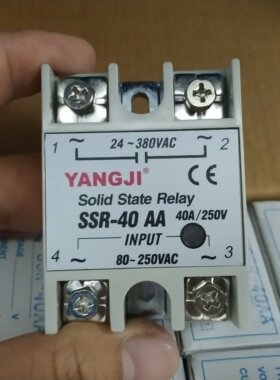 1 ~ 24~380VAC ~ 2
YANGJI® CE
Solid State Relay
SSR-40 AA 40A/250V
INPUT
4 ~ 80~250VAC ~ 3